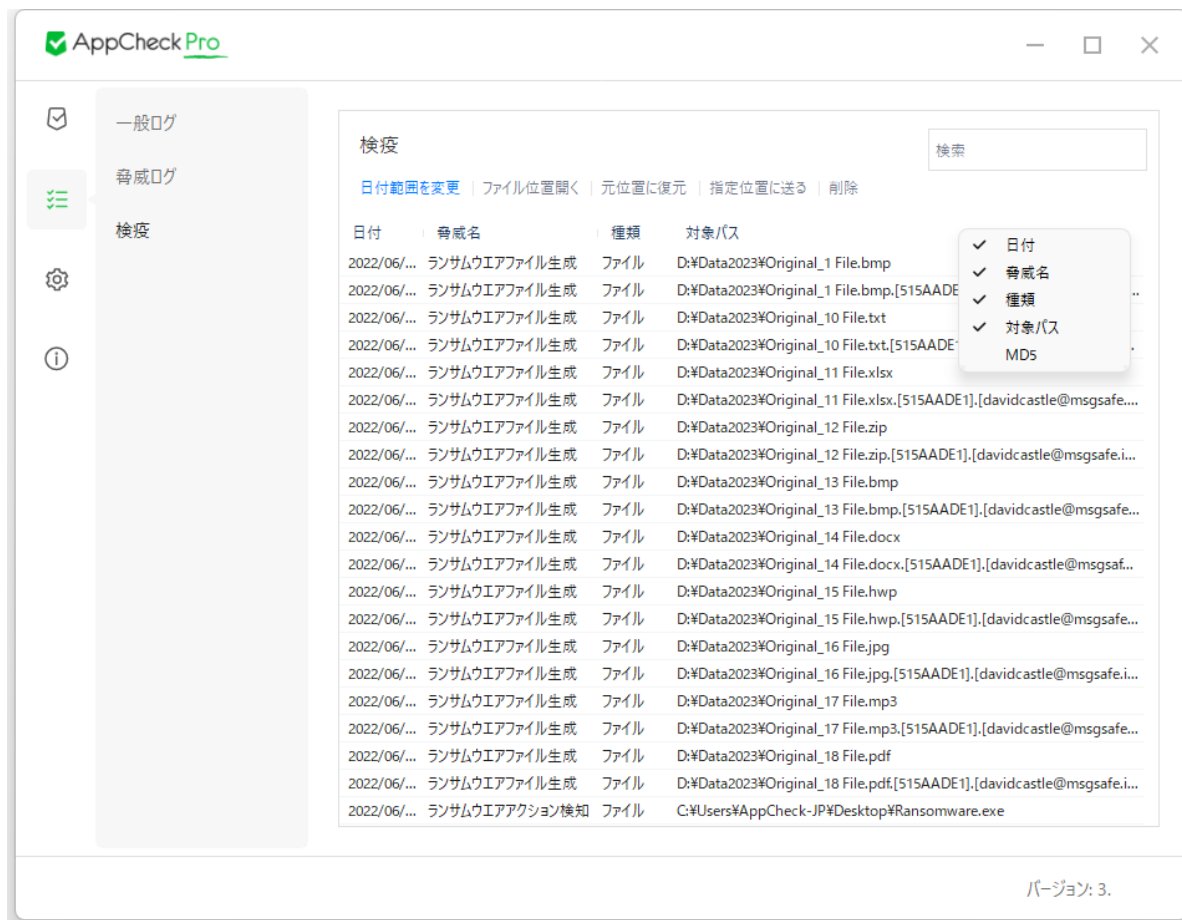 AppCheck Pro
一般ログ
脅威ログ
検疫
検疫
検索
日付範囲を変更 | ファイル位置開く | 元位置に復元 | 指定位置に送る | 削除
日付 脅威名 種類 対象パス
日付
脅威名
種類
対象パス
MD5
2022/06/... ランサムウエアファイル生成 ファイル D:¥Data2023¥Original_1 File.bmp
2022/06/... ランサムウエアファイル生成 ファイル D:¥Data2023¥Original_1 File.bmp.[515AADE
2022/06/... ランサムウエアファイル生成 ファイル D:¥Data2023¥Original_10 File.txt
2022/06/... ランサムウエアファイル生成 ファイル D:¥Data2023¥Original_10 File.txt.[515AADE
2022/06/... ランサムウエアファイル生成 ファイル D:¥Data2023¥Original_11 File.xlsx
2022/06/... ランサムウエアファイル生成 ファイル D:¥Data2023¥Original_11 File.xlsx.[515AADE1].[davidcastle@msgsafe....
2022/06/... ランサムウエアファイル生成 ファイル D:¥Data2023¥Original_12 File.zip
2022/06/... ランサムウエアファイル生成 ファイル D:¥Data2023¥Original_12 File.zip.[515AADE1].[davidcastle@msgsafe.i...
2022/06/... ランサムウエアファイル生成 ファイル D:¥Data2023¥Original_13 File.bmp
2022/06/... ランサムウエアファイル生成 ファイル D:¥Data2023¥Original_13 File.bmp.[515AADE1].[davidcastle@msgsafe...
2022/06/... ランサムウエアファイル生成 ファイル D:¥Data2023¥Original_14 File.docx
2022/06/... ランサムウエアファイル生成 ファイル D:¥Data2023¥Original_14 File.docx.[515AADE1].[davidcastle@msgsaf...
2022/06/... ランサムウエアファイル生成 ファイル D:¥Data2023¥Original_15 File.hwp
2022/06/... ランサムウエアファイル生成 ファイル D:¥Data2023¥Original_15 File.hwp.[515AADE1].[davidcastle@msgsafe...
2022/06/... ランサムウエアファイル生成 ファイル D:¥Data2023¥Original_16 File.jpg
2022/06/... ランサムウエアファイル生成 ファイル D:¥Data2023¥Original_16 File.jpg.[515AADE1].[davidcastle@msgsafe.i...
2022/06/... ランサムウエアファイル生成 ファイル D:¥Data2023¥Original_17 File.mp3
2022/06/... ランサムウエアファイル生成 ファイル D:¥Data2023¥Original_17 File.mp3.[515AADE1].[davidcastle@msgsafe...
2022/06/... ランサムウエアファイル生成 ファイル D:¥Data2023¥Original_18 File.pdf
2022/06/... ランサムウエアファイル生成 ファイル D:¥Data2023¥Original_18 File.pdf.[515AADE1].[davidcastle@msgsafe.i...
2022/06/... ランサムウエアアクション検知 ファイル C:¥Users¥AppCheck-JP¥Desktop¥Ransomware.exe
バージョン: 3.